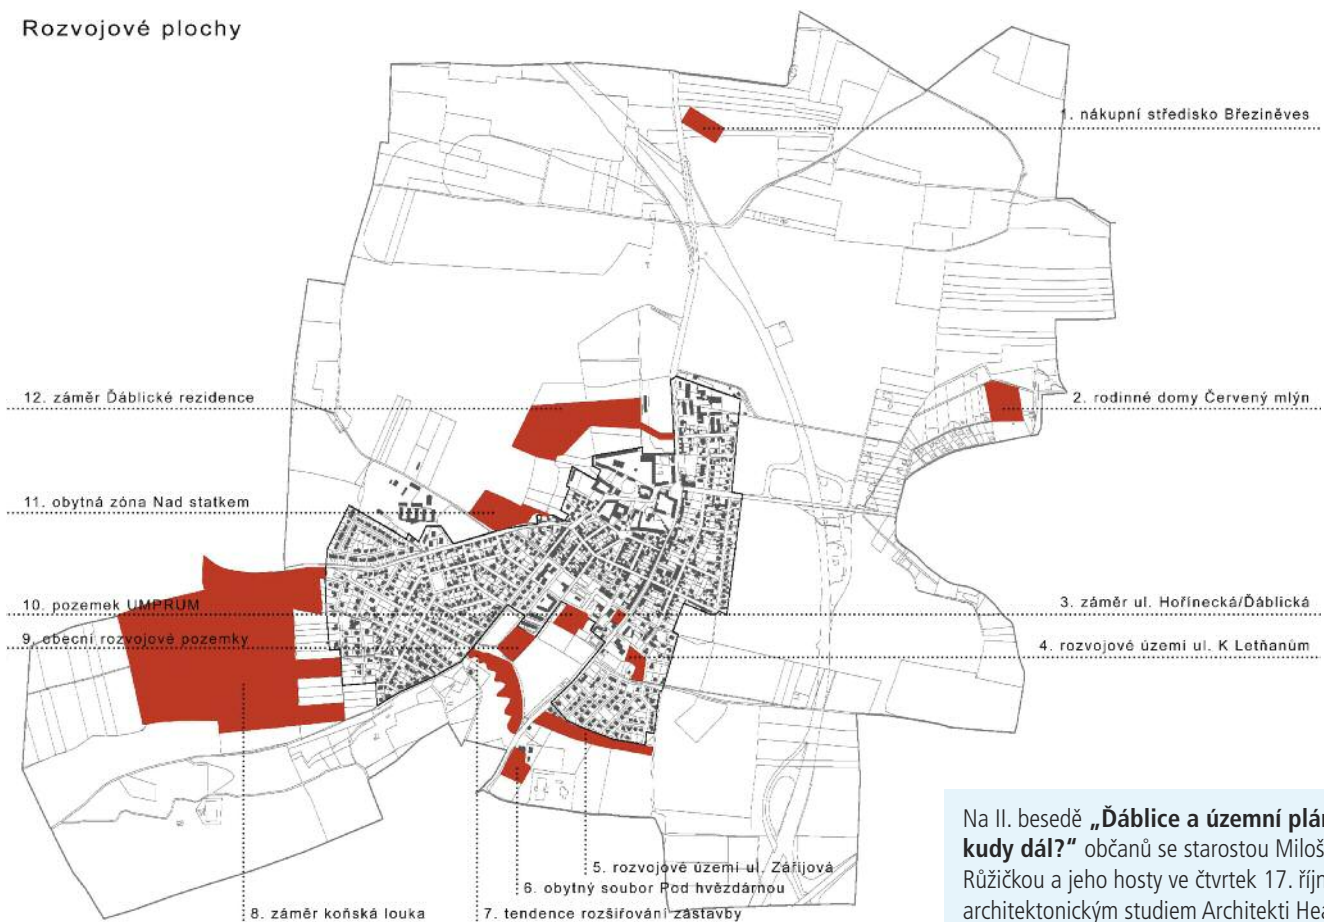 Rozvojové plochy
1. nákupní středisko Březiněves
12. záměr Ďáblické rezidence
2. rodinné domy Červený mlýn
11. obytná zóna Nad statkem
10. pozemek UMPRUM
3. záměr ul. Hořínecká/Ďáblická
9. obecní rozvojové pozemky
4. rozvojové území ul. K Letňanům
5. rozvojové území ul. Zářijová
6. obytný soubor Pod hvězdárnou
8. záměr koňská louka
7. tendence rozšiřování zástavby
Na II. besedě „Ďáblice a územní plán
kudy dál?“ občanů se starostou Miloš
Růžičkou a jeho hosty ve čtvrtek 17. říjn
architektonickým studiem Architekti Hea